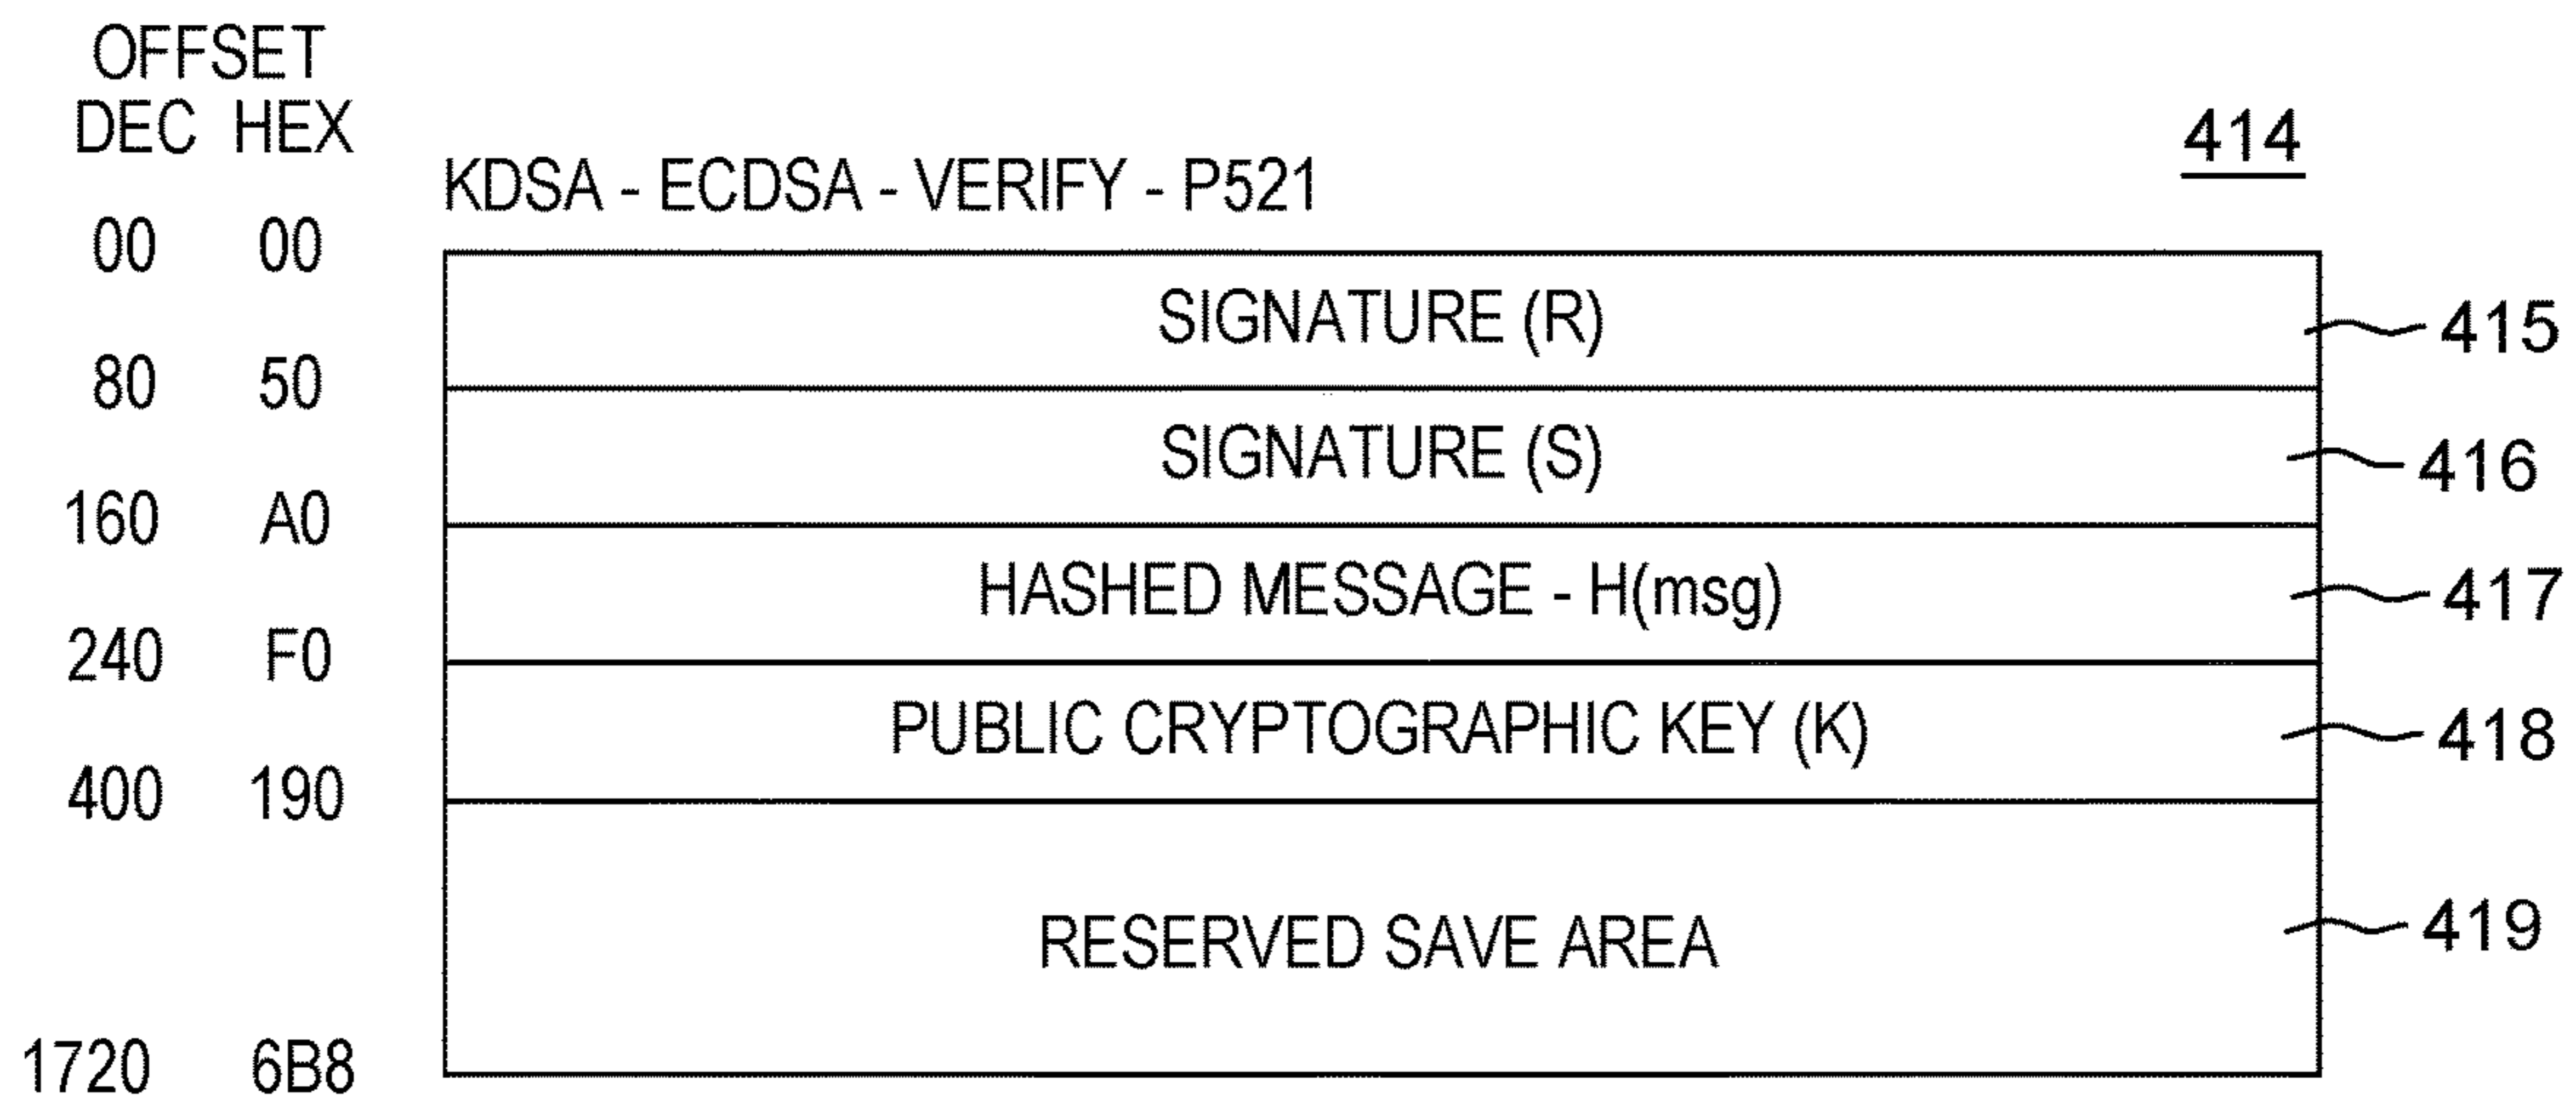 OFFSET
DEC HEX
414
KDSA - ECDSA - VERIFY - P521
00 00
SIGNATURE (R)
415
80 50
SIGNATURE (S)
416
160 A0
HASHED MESSAGE - H(msg)
417
240 F0
PUBLIC CRYPTOGRAPHIC KEY (K)
418
400 190
RESERVED SAVE AREA
419
1720 6B8